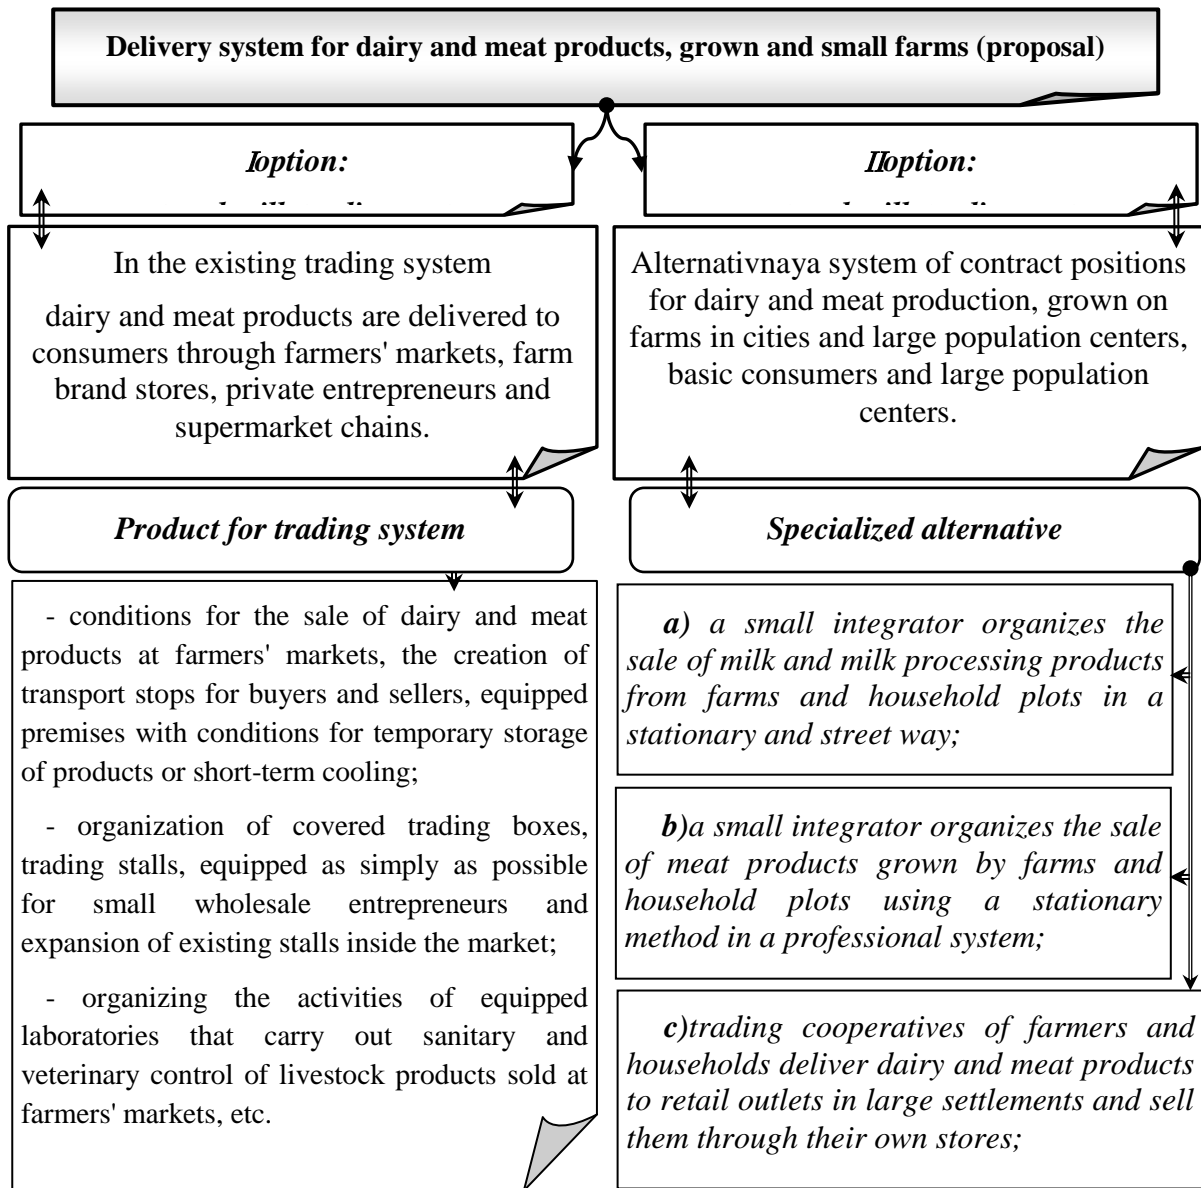 Delivery system for dairy and meat products, grown and small farms (proposal)
Ioption:
IIoption:
In the existing trading system
dairy and meat products are delivered to
consumers through farmers' markets, farm
brand stores, private entrepreneurs and
supermarket chains.
Alternativnaya system of contract positions
for dairy and meat production, grown on
farms in cities and large population centers,
basic consumers and large population
centers.
Product for trading system
Specialized alternative
- conditions for the sale of dairy and meat
products at farmers' markets, the creation of
transport stops for buyers and sellers, equipped
premises with conditions for temporary storage
of products or short-term cooling;
- organization of covered trading boxes,
trading stalls, equipped as simply as possible
for small wholesale entrepreneurs and
expansion of existing stalls inside the market;
- organizing the activities of equipped
laboratories that carry out sanitary and
veterinary control of livestock products sold at
farmers' markets, etc.
a) a small integrator organizes the
sale of milk and milk processing products
from farms and household plots in a
stationary and street way;
b)a small integrator organizes the sale
of meat products grown by farms and
household plots using a stationary
method in a professional system;
c)trading cooperatives of farmers and
households deliver dairy and meat products
to retail outlets in large settlements and sell
them through their own stores;